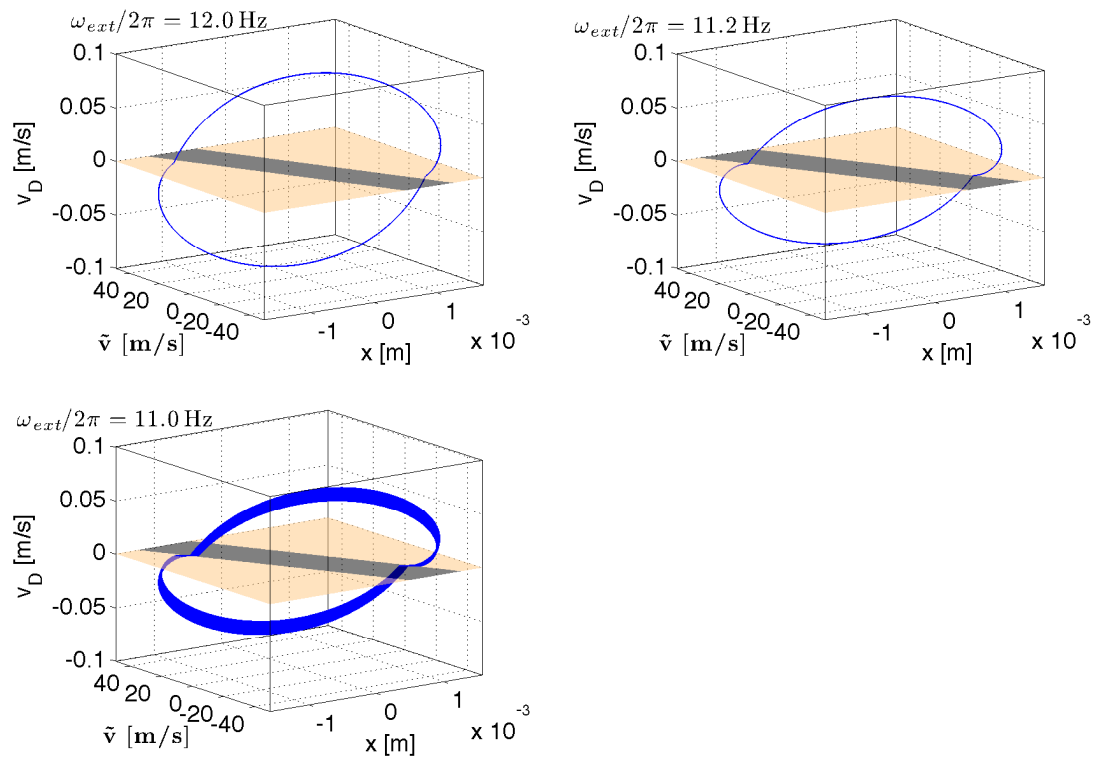 ω_ext/2π = 12.0 Hz
0.1
0.05
0
-0.05
-0.1
v_D [m/s]
40 20 0 -20 -40
ṽ [m/s]
-1 0 1
x 10^-3
x [m]
ω_ext/2π = 11.2 Hz
0.1
0.05
0
-0.05
-0.1
v_D [m/s]
40 20 0 -20 -40
ṽ [m/s]
-1 0 1
x 10^-3
x [m]
ω_ext/2π = 11.0 Hz
0.1
0.05
0
-0.05
-0.1
v_D [m/s]
40 20 0 -20 -40
ṽ [m/s]
-1 0 1
x 10^-3
x [m]